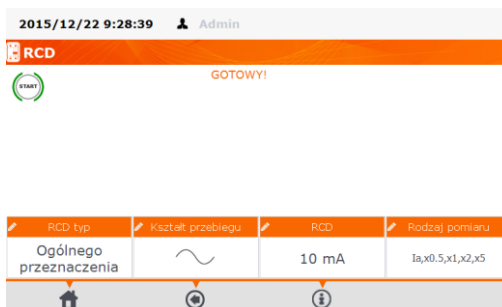 2015/12/22 9:28:39 Admin
RCD
START
GOTOWY!
RCD typ Kształt przebiegu RCD Rodzaj pomiaru
Ogólnego
przeznaczenia
10 mA Ia,x0.5,x1,x2,x5